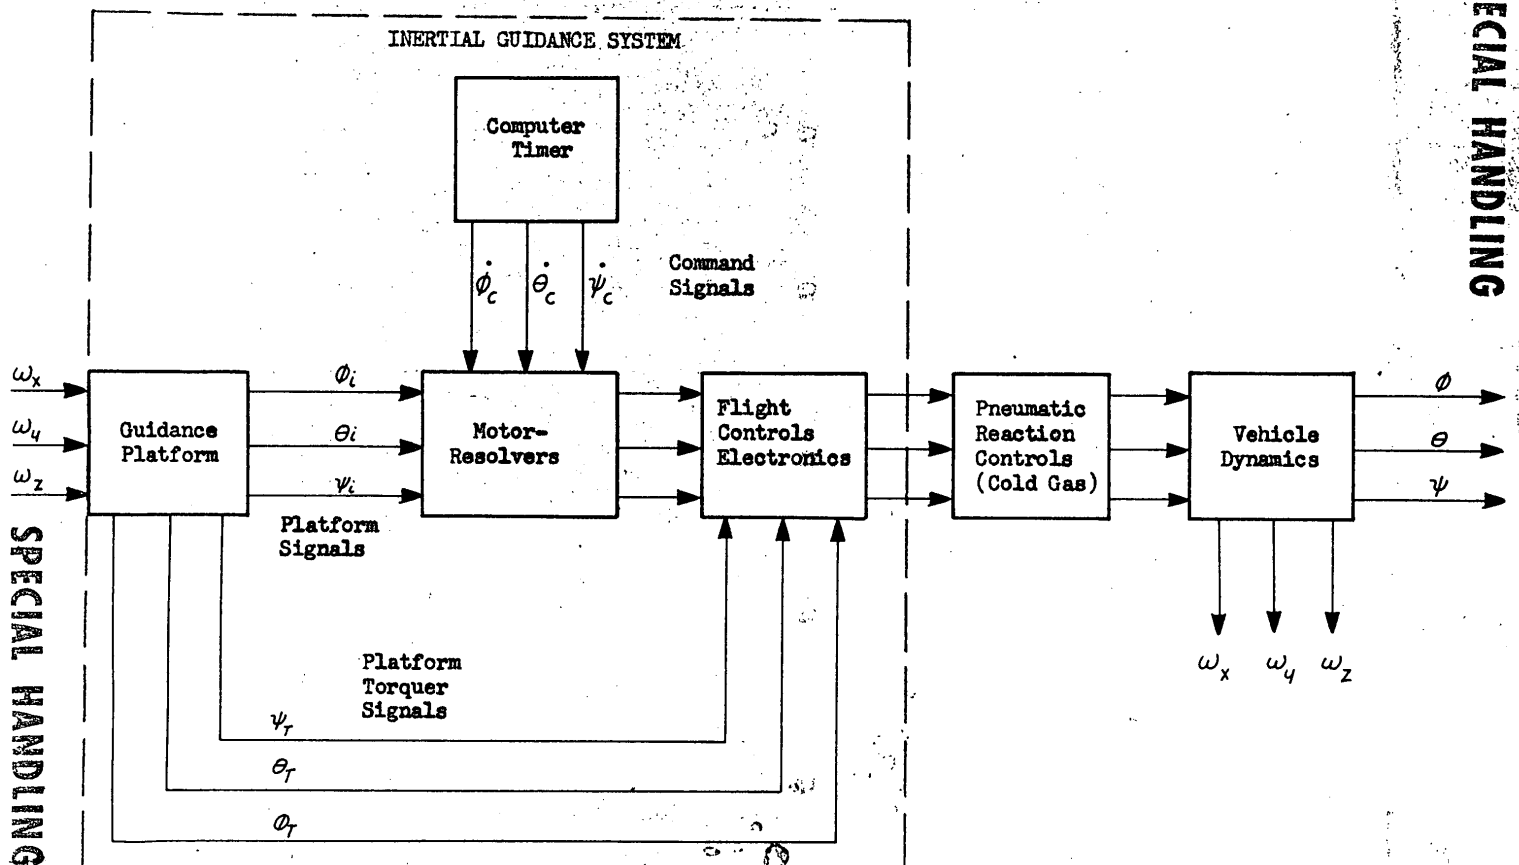 INERTIAL GUIDANCE SYSTEM
Computer
Timer
ϕ̇c
θ̇c
ψ̇c
Command
Signals
ωx
ωy
ωz
Guidance
Platform
ϕi
θi
ψi
Platform
Signals
Motor-
Resolvers
Flight
Controls
Electronics
Pneumatic
Reaction
Controls
(Cold Gas)
Vehicle
Dynamics
ϕ
θ
ψ
ωx
ωy
ωz
Platform
Torquer
Signals
ψT
θT
ϕT
ECIAL HANDLING
SPECIAL HANDLING